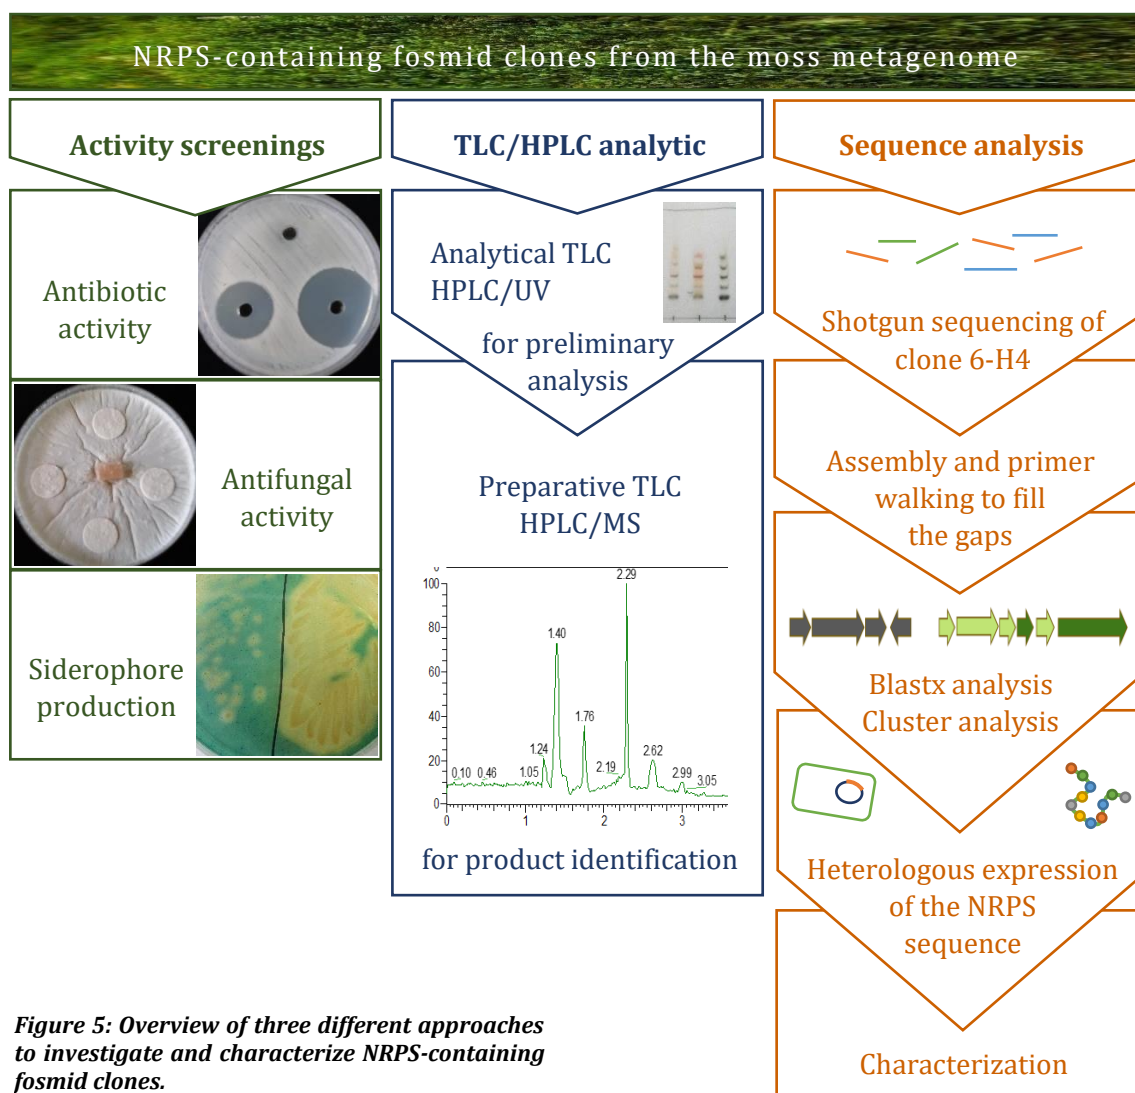 NRPS-containing fosmid clones from the moss metagenome
Activity screenings
Antibiotic
activity
Antifungal
activity
Siderophore
production
TLC/HPLC analytic
Analytical TLC
HPLC/UV
for preliminary
analysis
Preparative TLC
HPLC/MS
100
80
60
40
20
0
0
1
2
3
0.10
0.46
1.05
1.24
1.40
1.76
2.19
2.29
2.62
2.99
3.05
for product identification
Sequence analysis
Shotgun sequencing of
clone 6-H4
Assembly and primer
walking to fill
the gaps
Blastx analysis
Cluster analysis
Heterologous expression
of the NRPS
sequence
Characterization
Figure 5: Overview of three different approaches
to investigate and characterize NRPS-containing
fosmid clones.